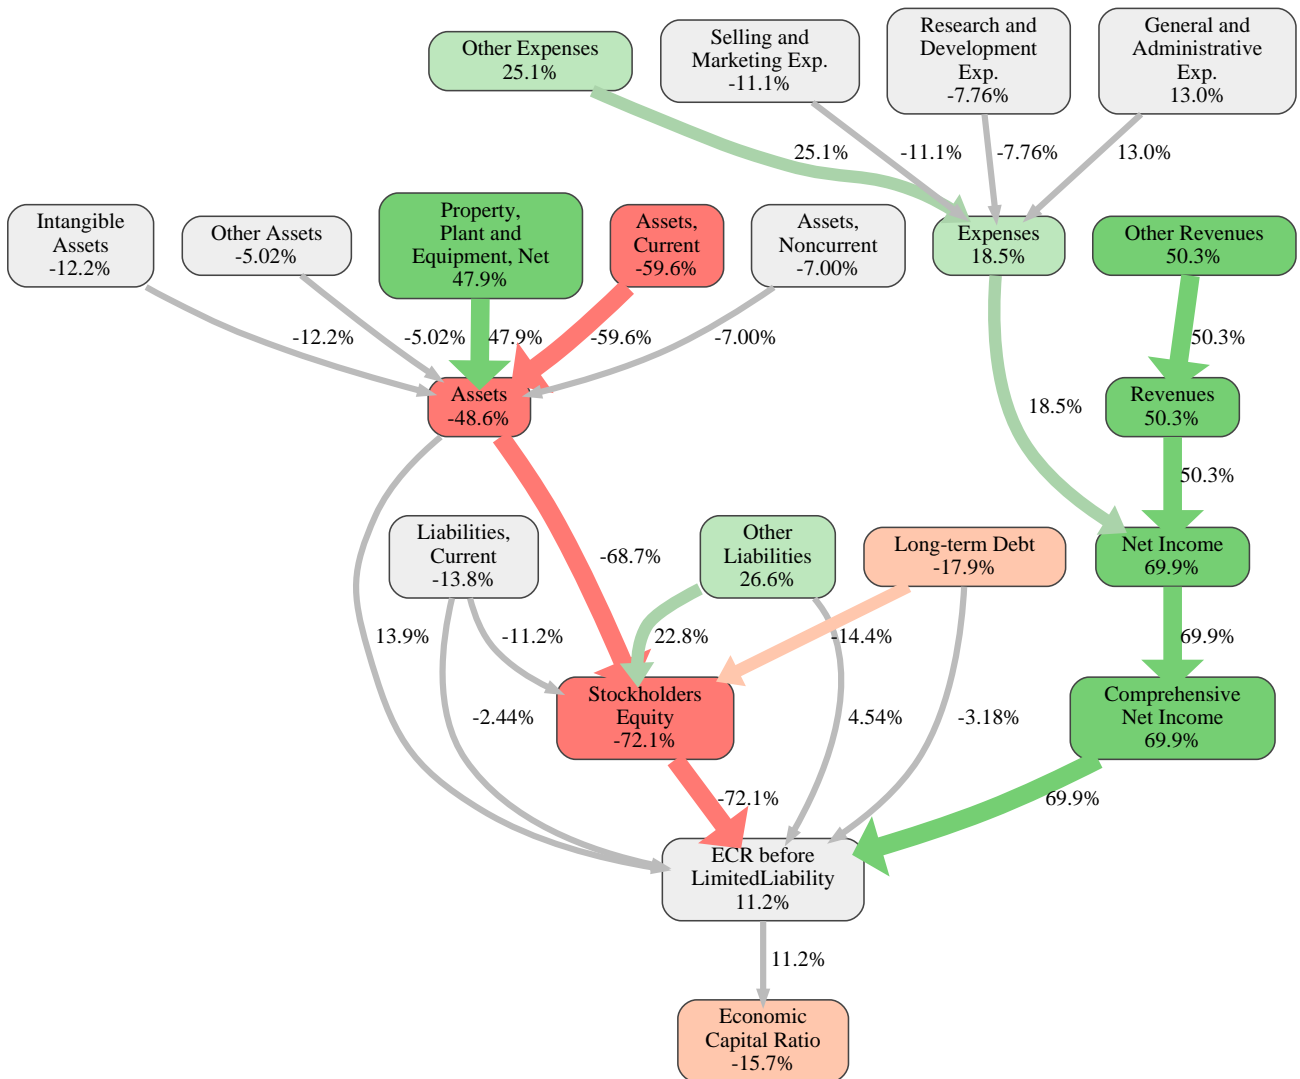 Other Expenses
25.1%
Selling and
Marketing Exp.
-11.1%
Research and
Development
Exp.
-7.76%
General and
Administrative
Exp.
13.0%
25.1%
-11.1%
-7.76%
13.0%
Intangible
Assets
-12.2%
Other Assets
-5.02%
Property,
Plant and
Equipment, Net
47.9%
Assets,
Current
-59.6%
Assets,
Noncurrent
-7.00%
Expenses
18.5%
Other Revenues
50.3%
-12.2%
-5.02%
47.9%
-59.6%
-7.00%
50.3%
Assets
-48.6%
18.5%
Revenues
50.3%
50.3%
Liabilities,
Current
-13.8%
-68.7%
Other
Liabilities
26.6%
Long-term Debt
-17.9%
Net Income
69.9%
13.9%
-11.2%
22.8%
-14.4%
69.9%
-2.44%
Stockholders
Equity
-72.1%
4.54%
-3.18%
Comprehensive
Net Income
69.9%
-72.1%
69.9%
ECR before
LimitedLiability
11.2%
11.2%
Economic
Capital Ratio
-15.7%